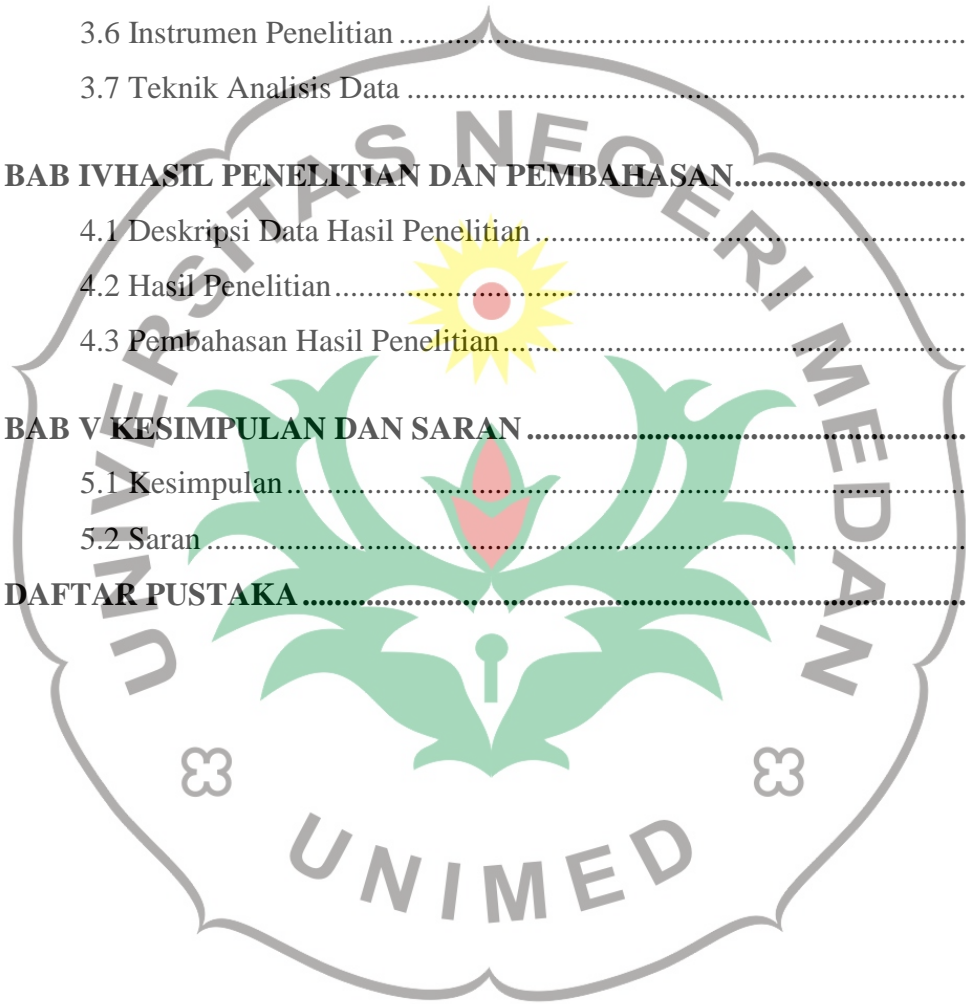 3.6 Instrumen Penelitian ........................................................................
3.7 Teknik Analisis Data .......................................................................
BAB IVHASIL PENELITIAN DAN PEMBAHASAN.............................
4.1 Deskripsi Data Hasil Penelitian ......................................................
4.2 Hasil Penelitian................................................................................
4.3 Pembahasan Hasil Penelitian...........................................................
BAB V KESIMPULAN DAN SARAN .......................................................
5.1 Kesimpulan......................................................................................
5.2 Saran ................................................................................................
DAFTAR PUSTAKA ...................................................................................
UNIVERSITAS NEGERI MEDAN
UNIMED